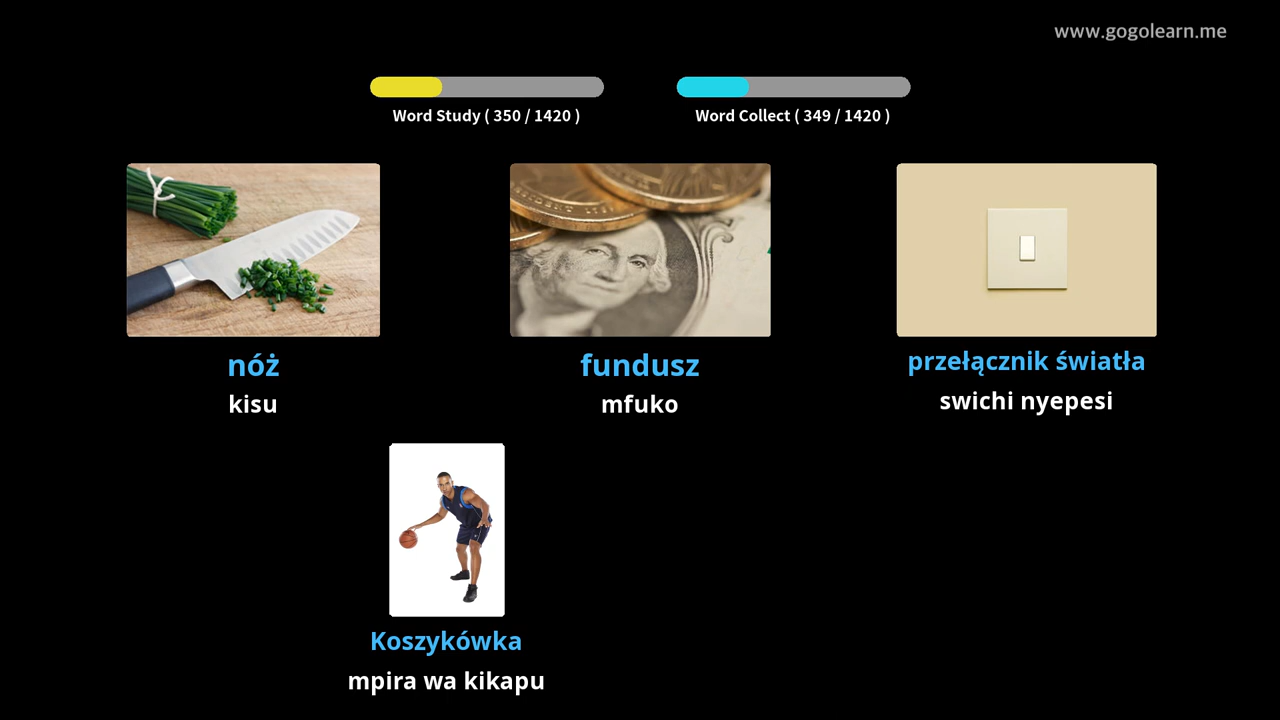 www.gogolearn.me
Word Study ( 350 / 1420 )
Word Collect ( 349 / 1420 )
nóż
kisu
fundusz
mfuko
przełącznik światła
swichi nyepesi
Koszykówka
mpira wa kikapu